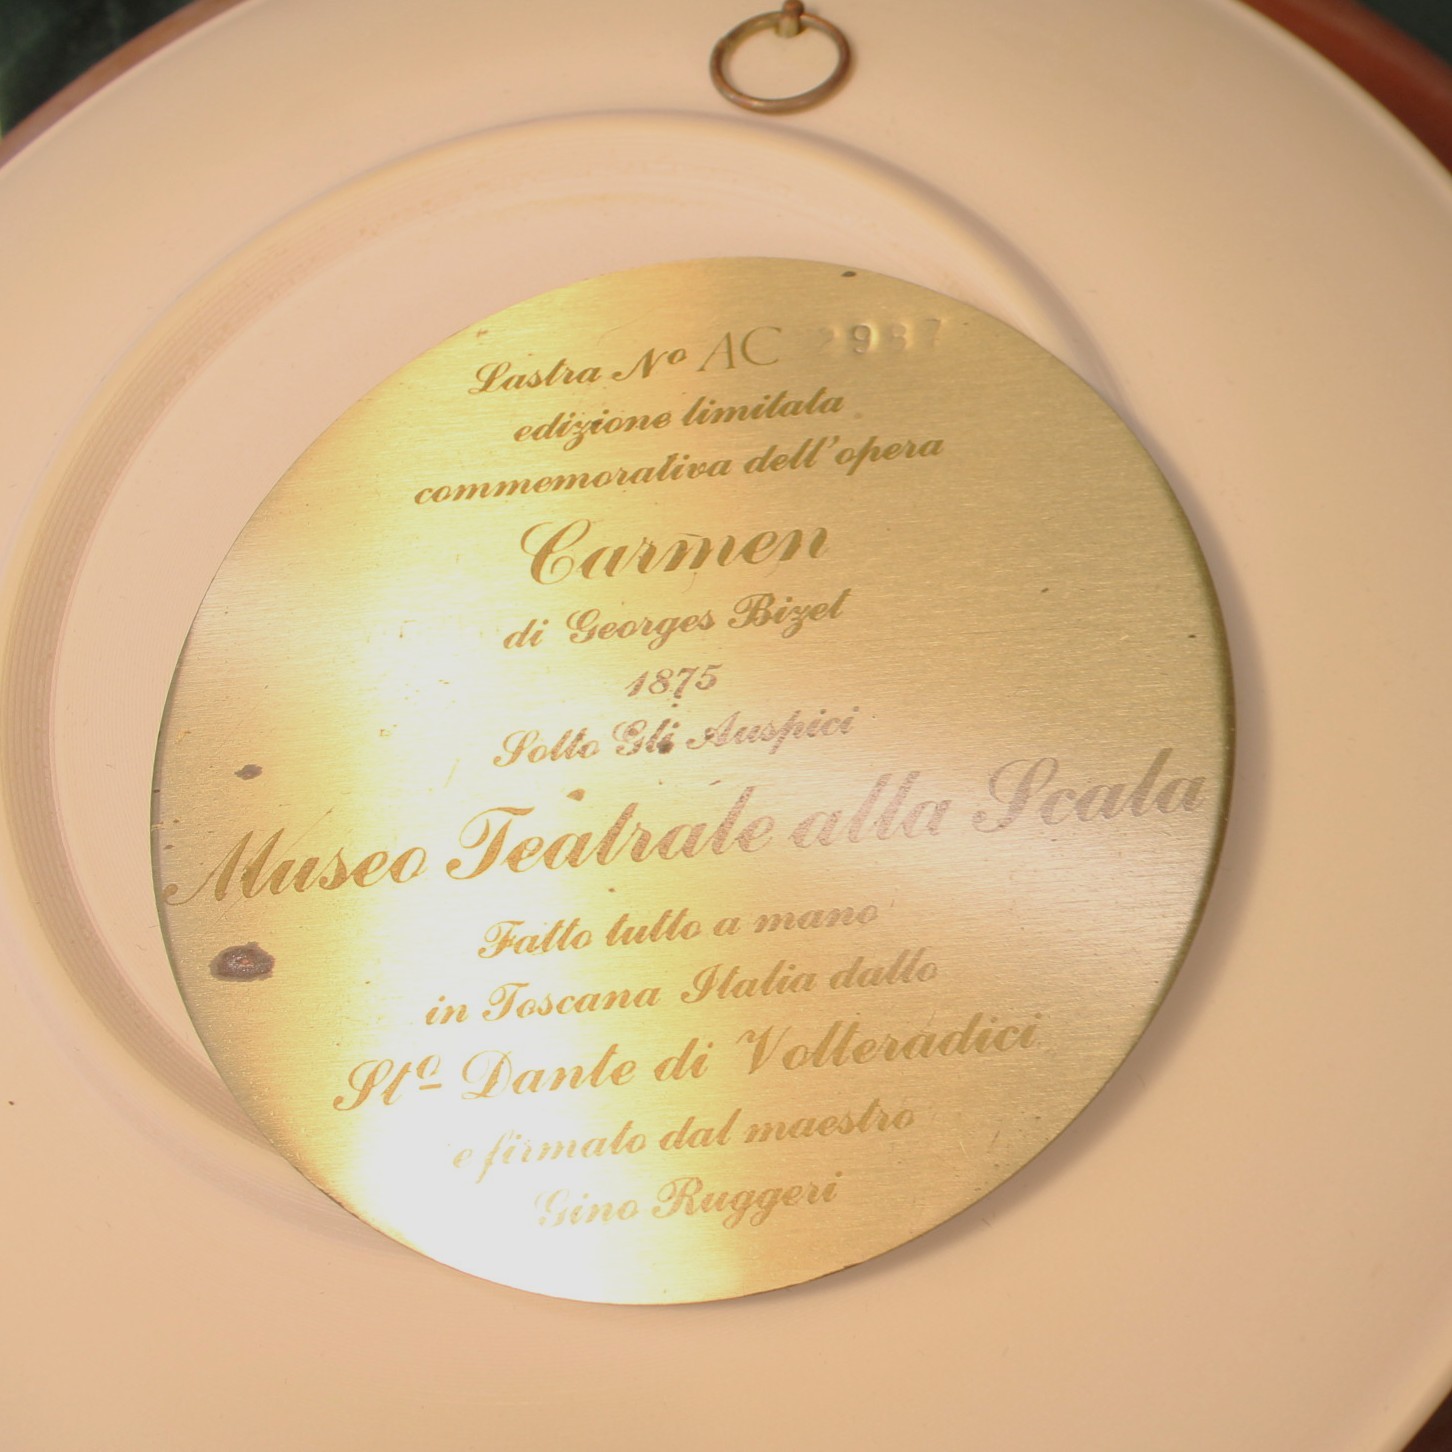 Lastra Nº AC 2987
edizione limitata
commemorativa dell'opera
Carmen
di Georges Bizet
1875
Sotto Gli Auspici
Museo Teatrale alla Scala
Fatto tutto a mano
in Toscana Italia dallo
Stº Dante di Volteradici
e firmato dal maestro
Gino Ruggeri